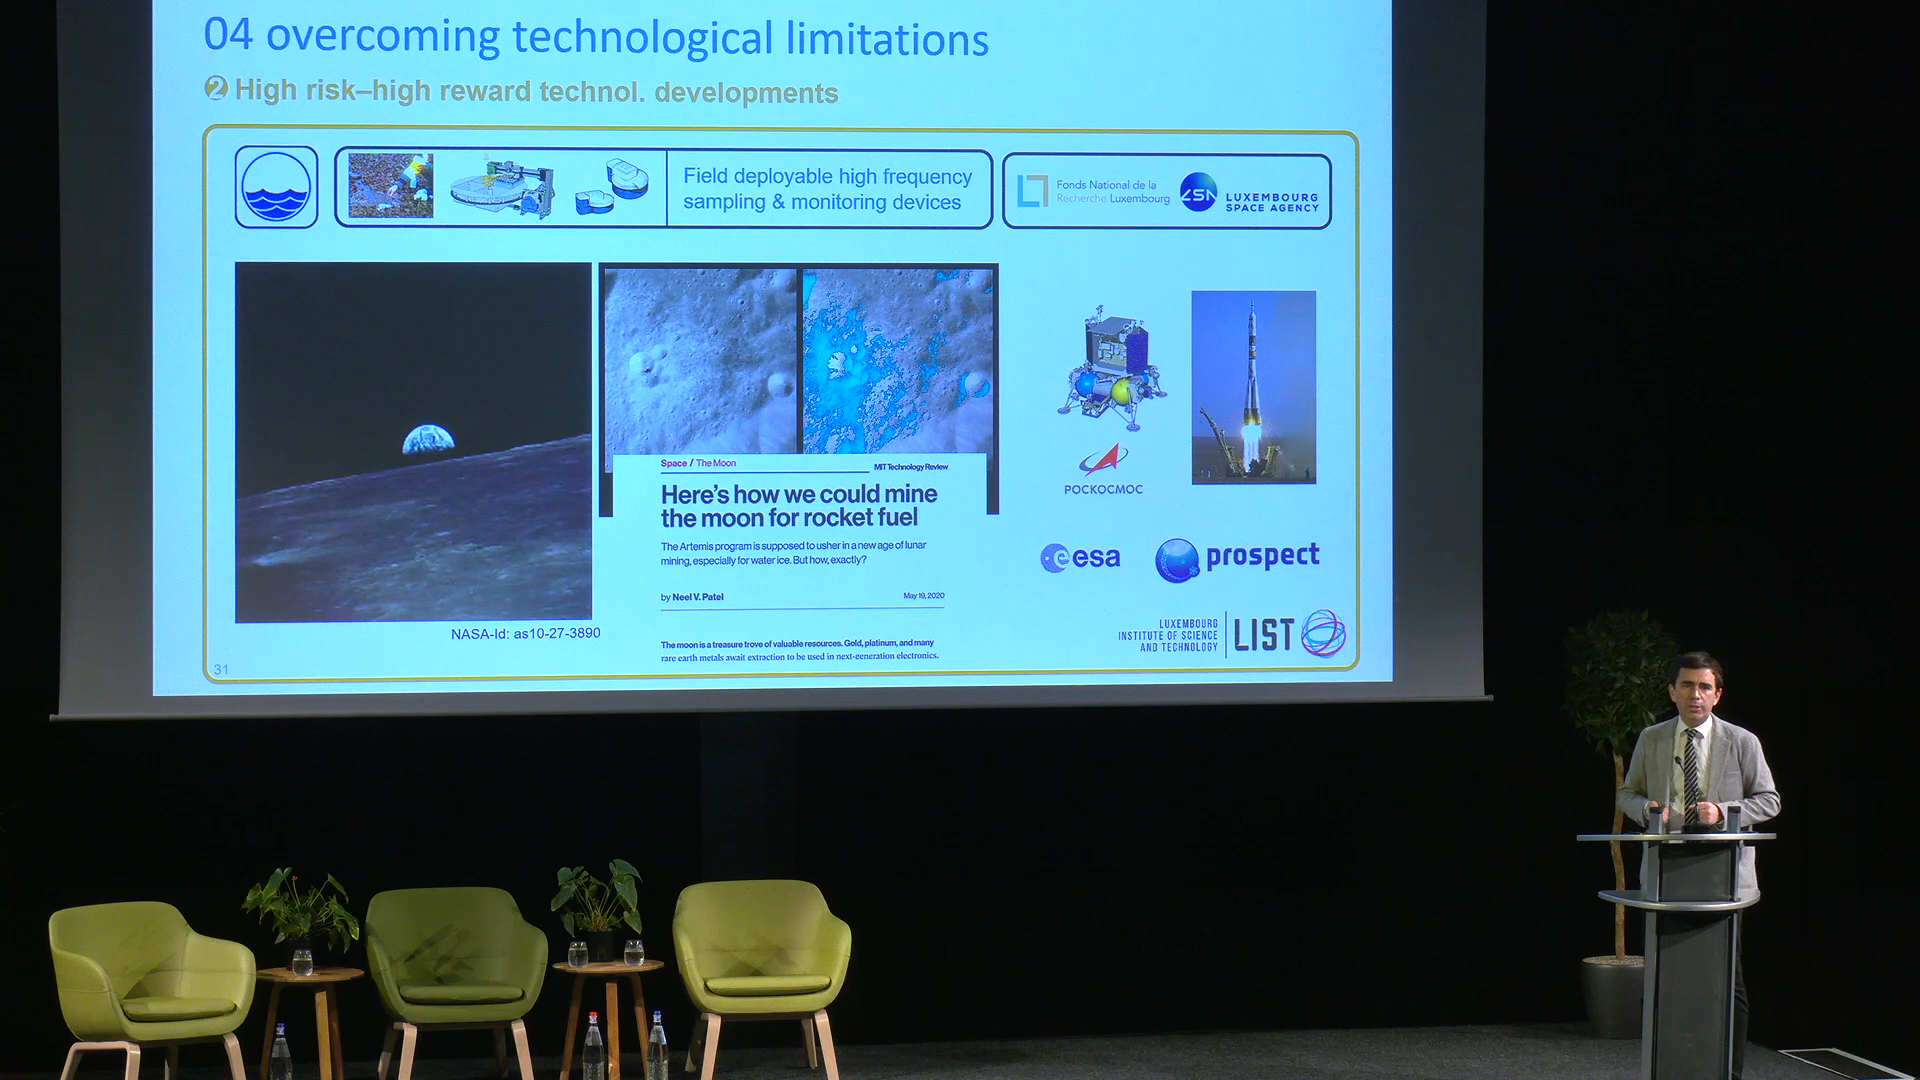 04 overcoming technological limitations
❷ High risk–high reward technol. developments
Field deployable high frequency
sampling & monitoring devices
Fonds National de la
Recherche Luxembourg
LSA
LUXEMBOURG
SPACE AGENCY
Space / The Moon
MIT Technology Review
Here's how we could mine
the moon for rocket fuel
The Artemis program is supposed to usher in a new age of lunar
mining, especially for water ice. But how, exactly?
by Neel V. Patel
May 19, 2020
The moon is a treasure trove of valuable resources. Gold, platinum, and many
rare earth metals await extraction to be used in next-generation electronics.
NASA-Id: as10-27-3890
РОСКОСМОС
esa
prospect
LUXEMBOURG
INSTITUTE OF SCIENCE
AND TECHNOLOGY
LIST
31